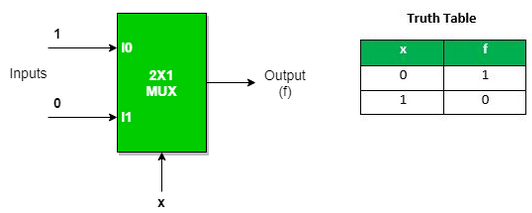 Truth Table
1
x f
I0
Inputs
2X1
MUX
Output
(f)
0 1
0
1 0
I1
x